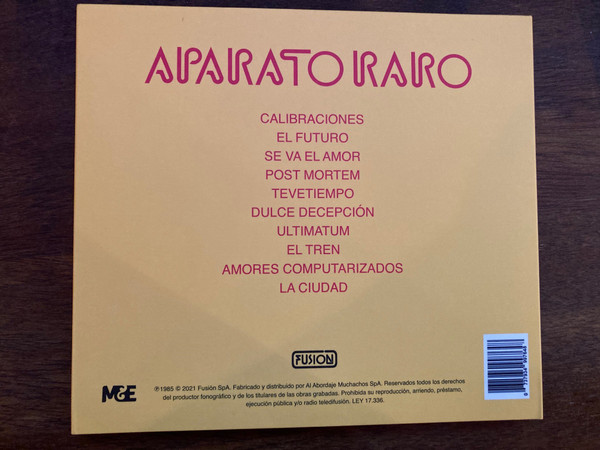 APARATO RARO
CALIBRACIONES
EL FUTURO
SE VA EL AMOR
POST MORTEM
TEVETIEMPO
DULCE DECEPCIÓN
ULTIMATUM
EL TREN
AMORES COMPUTARIZADOS
LA CIUDAD
FUSION
M&E
℗1985 © 2021 Fusión SpA. Fabricado y distribuido por Al Abordaje Muchachos SpA. Reservados todos los derechos
del productor fonográfico y de los titulares de las obras grabadas. Prohibida su reproducción, arriendo, préstamo,
ejecución pública y/o radio teledifusión. LEY 17.336.